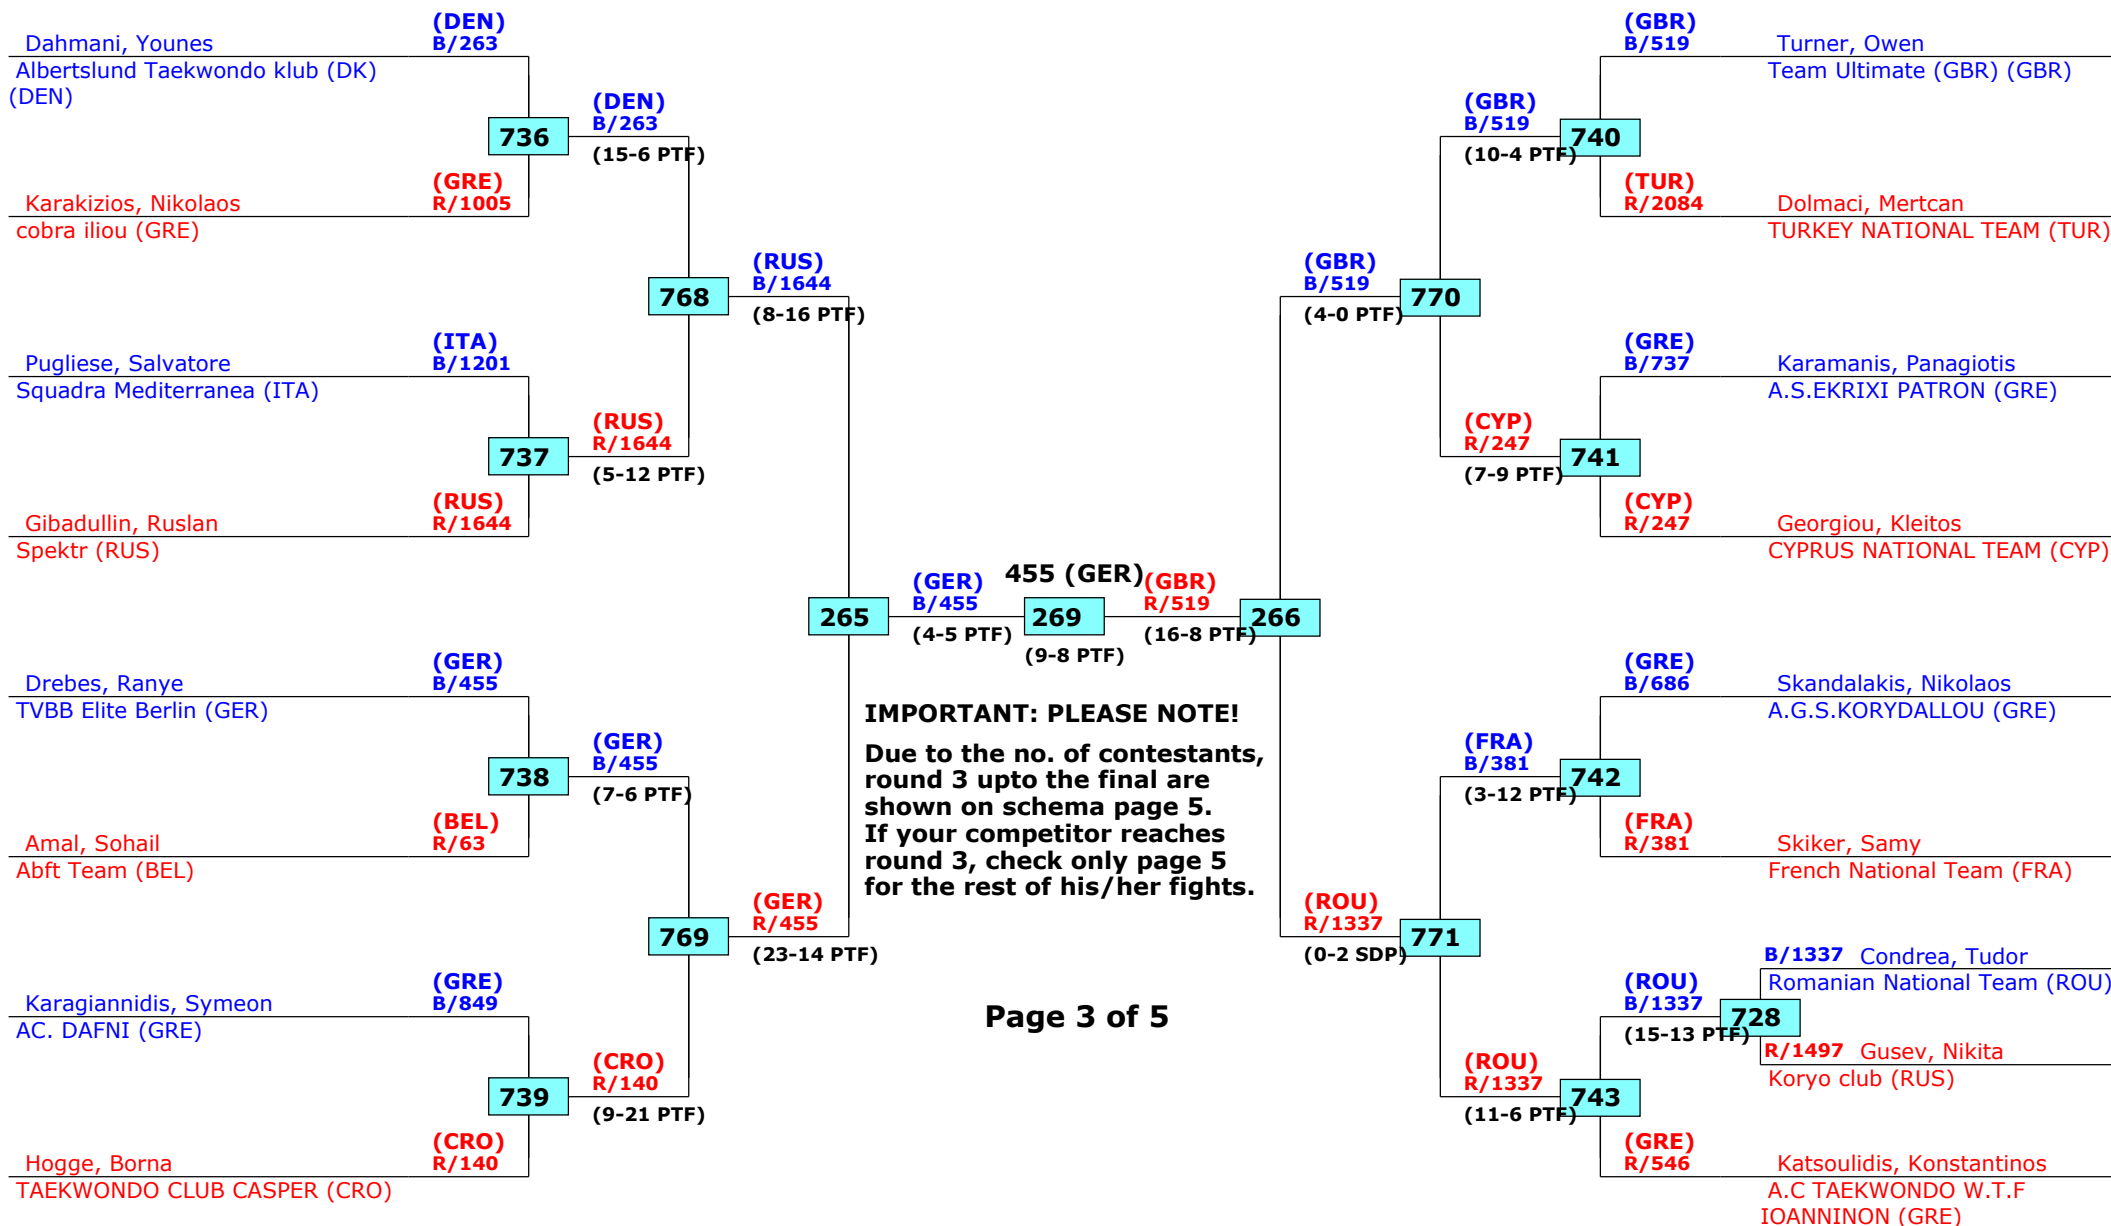 (DEN)
B/263
Dahmani, Younes
Albertslund Taekwondo klub (DK)
(DEN)
736
(DEN)
B/263
(15-6 PTF)
(GRE)
R/1005
Karakizios, Nikolaos
cobra iliou (GRE)
768
(RUS)
B/1644
(8-16 PTF)
(ITA)
B/1201
Pugliese, Salvatore
Squadra Mediterranea (ITA)
737
(RUS)
R/1644
(5-12 PTF)
(RUS)
R/1644
Gibadullin, Ruslan
Spektr (RUS)
265
(GER)
B/455
(4-5 PTF)
455 (GER)
269
(9-8 PTF)
(GBR)
R/519
(16-8 PTF)
266
(GER)
B/455
Drebes, Ranye
TVBB Elite Berlin (GER)
738
(GER)
B/455
(7-6 PTF)
(BEL)
R/63
Amal, Sohail
Abft Team (BEL)
769
(GER)
R/455
(23-14 PTF)
(GRE)
B/849
Karagiannidis, Symeon
AC. DAFNI (GRE)
739
(CRO)
R/140
(9-21 PTF)
(CRO)
R/140
Hogge, Borna
TAEKWONDO CLUB CASPER (CRO)
IMPORTANT: PLEASE NOTE!
Due to the no. of contestants,
round 3 upto the final are
shown on schema page 5.
If your competitor reaches
round 3, check only page 5
for the rest of his/her fights.
Page 3 of 5
(GBR)
B/519
Turner, Owen
Team Ultimate (GBR) (GBR)
(GBR)
B/519
(10-4 PTF)
740
(TUR)
R/2084
Dolmaci, Mertcan
TURKEY NATIONAL TEAM (TUR)
(GBR)
B/519
(4-0 PTF)
770
(GRE)
B/737
Karamanis, Panagiotis
A.S.EKRIXI PATRON (GRE)
(CYP)
R/247
(7-9 PTF)
741
(CYP)
R/247
Georgiou, Kleitos
CYPRUS NATIONAL TEAM (CYP)
(GRE)
B/686
Skandalakis, Nikolaos
A.G.S.KORYDALLOU (GRE)
(FRA)
B/381
(3-12 PTF)
742
(FRA)
R/381
Skiker, Samy
French National Team (FRA)
(ROU)
R/1337
(0-2 SDP)
771
B/1337 Condrea, Tudor
Romanian National Team (ROU)
(ROU)
B/1337
(15-13 PTF)
728
R/1497 Gusev, Nikita
Koryo club (RUS)
(ROU)
R/1337
(11-6 PTF)
743
(GRE)
R/546
Katsoulidis, Konstantinos
A.C TAEKWONDO W.T.F
IOANNINON (GRE)